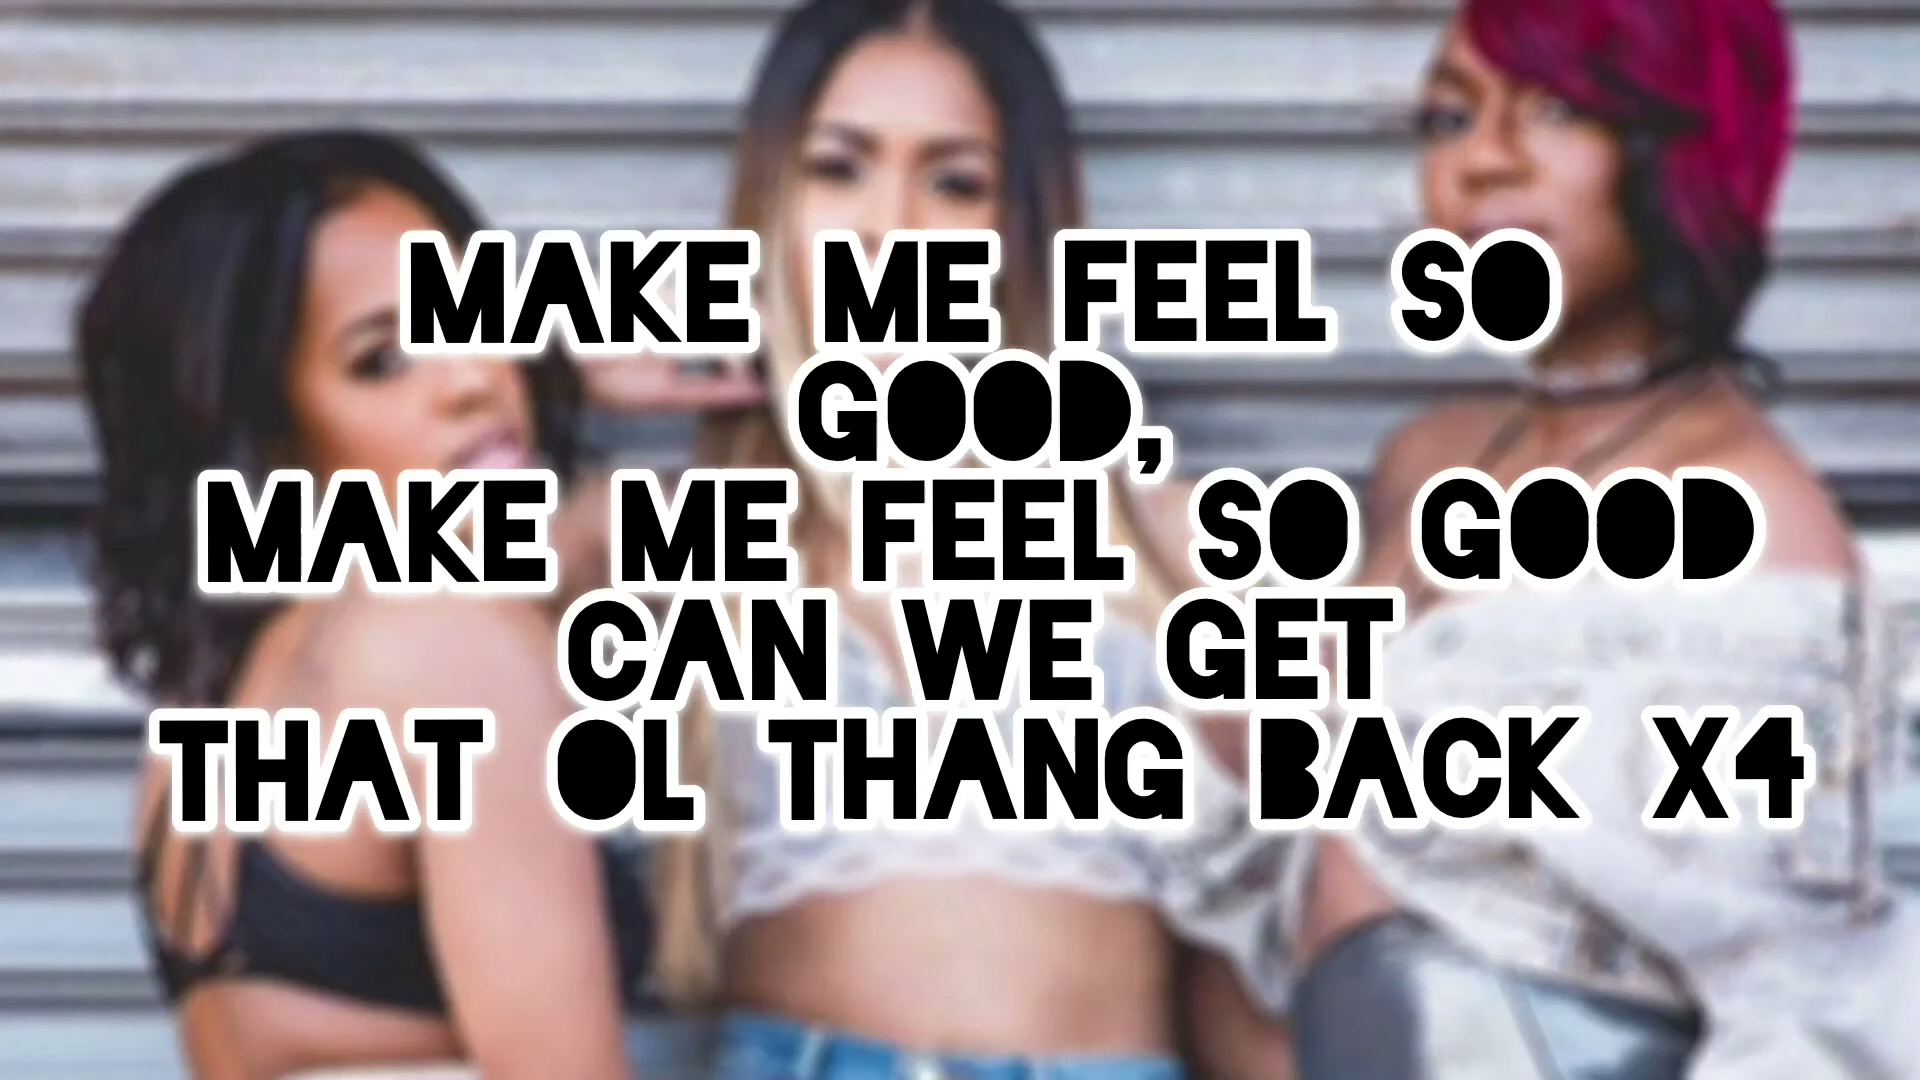 MAKE ME FEEL SO
GOOD,
MAKE ME FEEL SO GOOD
CAN WE GET
THAT OL THANG BACK X4